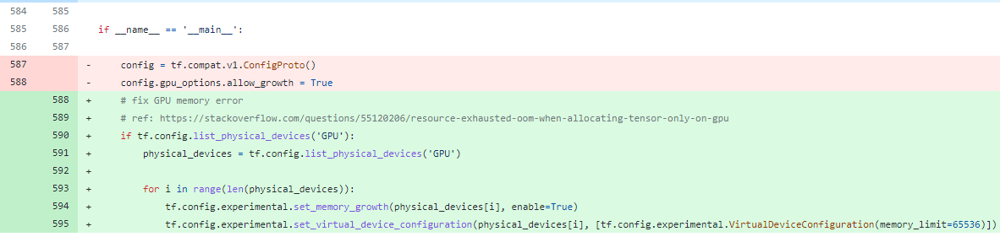 584 585
585 586 if __name__ == '__main__':
586 587
587 - config = tf.compat.v1.ConfigProto()
588 - config.gpu_options.allow_growth = True
588 + # fix GPU memory error
589 + # ref: https://stackoverflow.com/questions/55120206/resource-exhausted-oom-when-allocating-tensor-only-on-gpu
590 + if tf.config.list_physical_devices('GPU'):
591 + physical_devices = tf.config.list_physical_devices('GPU')
592 +
593 + for i in range(len(physical_devices)):
594 + tf.config.experimental.set_memory_growth(physical_devices[i], enable=True)
595 + tf.config.experimental.set_virtual_device_configuration(physical_devices[i], [tf.config.experimental.VirtualDeviceConfiguration(memory_limit=65536)])